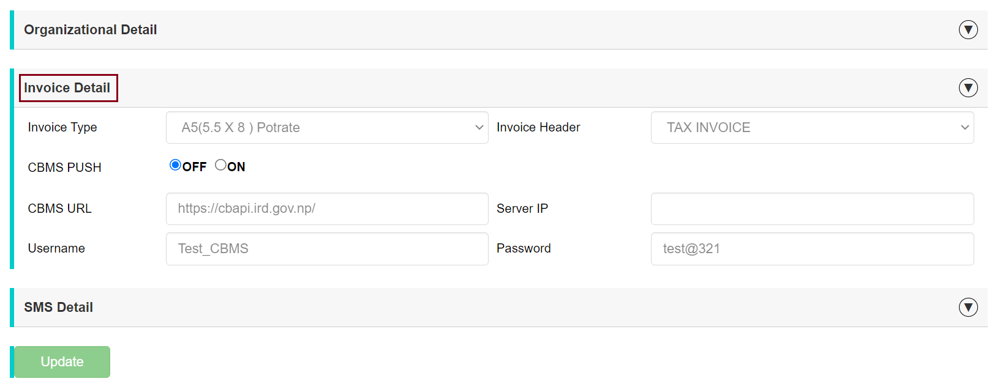 Organizational Detail
Invoice Detail
Invoice Type A5(5.5 X 8 ) Potrate Invoice Header TAX INVOICE
CBMS PUSH OFF ON
CBMS URL https://cbapi.ird.gov.np/ Server IP
Username Test_CBMS Password test@321
SMS Detail
Update